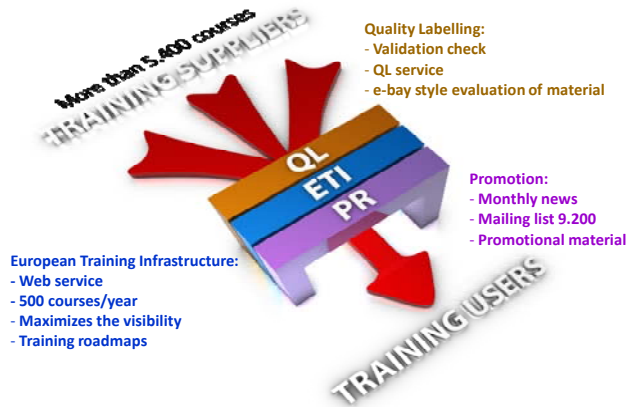 More than 5.400 courses
TRAINING SUPPLIERS
Quality Labelling:
- Validation check
- QL service
- e-bay style evaluation of material
QL
ETI
PR
Promotion:
- Monthly news
- Mailing list 9.200
- Promotional material
European Training Infrastructure:
- Web service
- 500 courses/year
- Maximizes the visibility
- Training roadmaps
TRAINING USERS